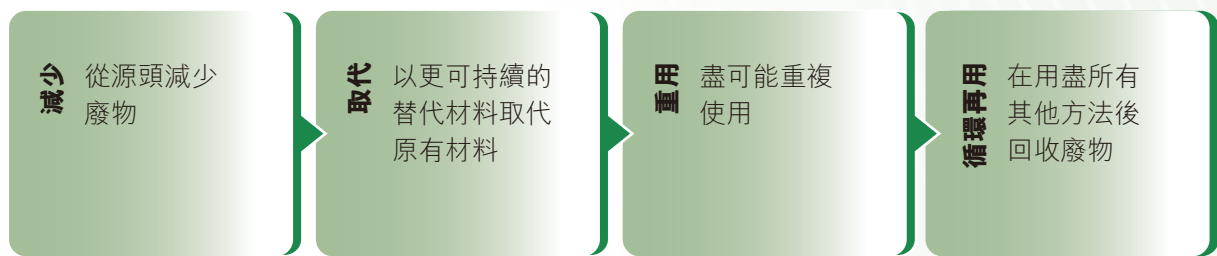 減少
從源頭減少
廢物
取代
以更可持續的
替代材料取代
原有材料
重用
盡可能重複
使用
循環再用
在用盡所有
其他方法後
回收廢物